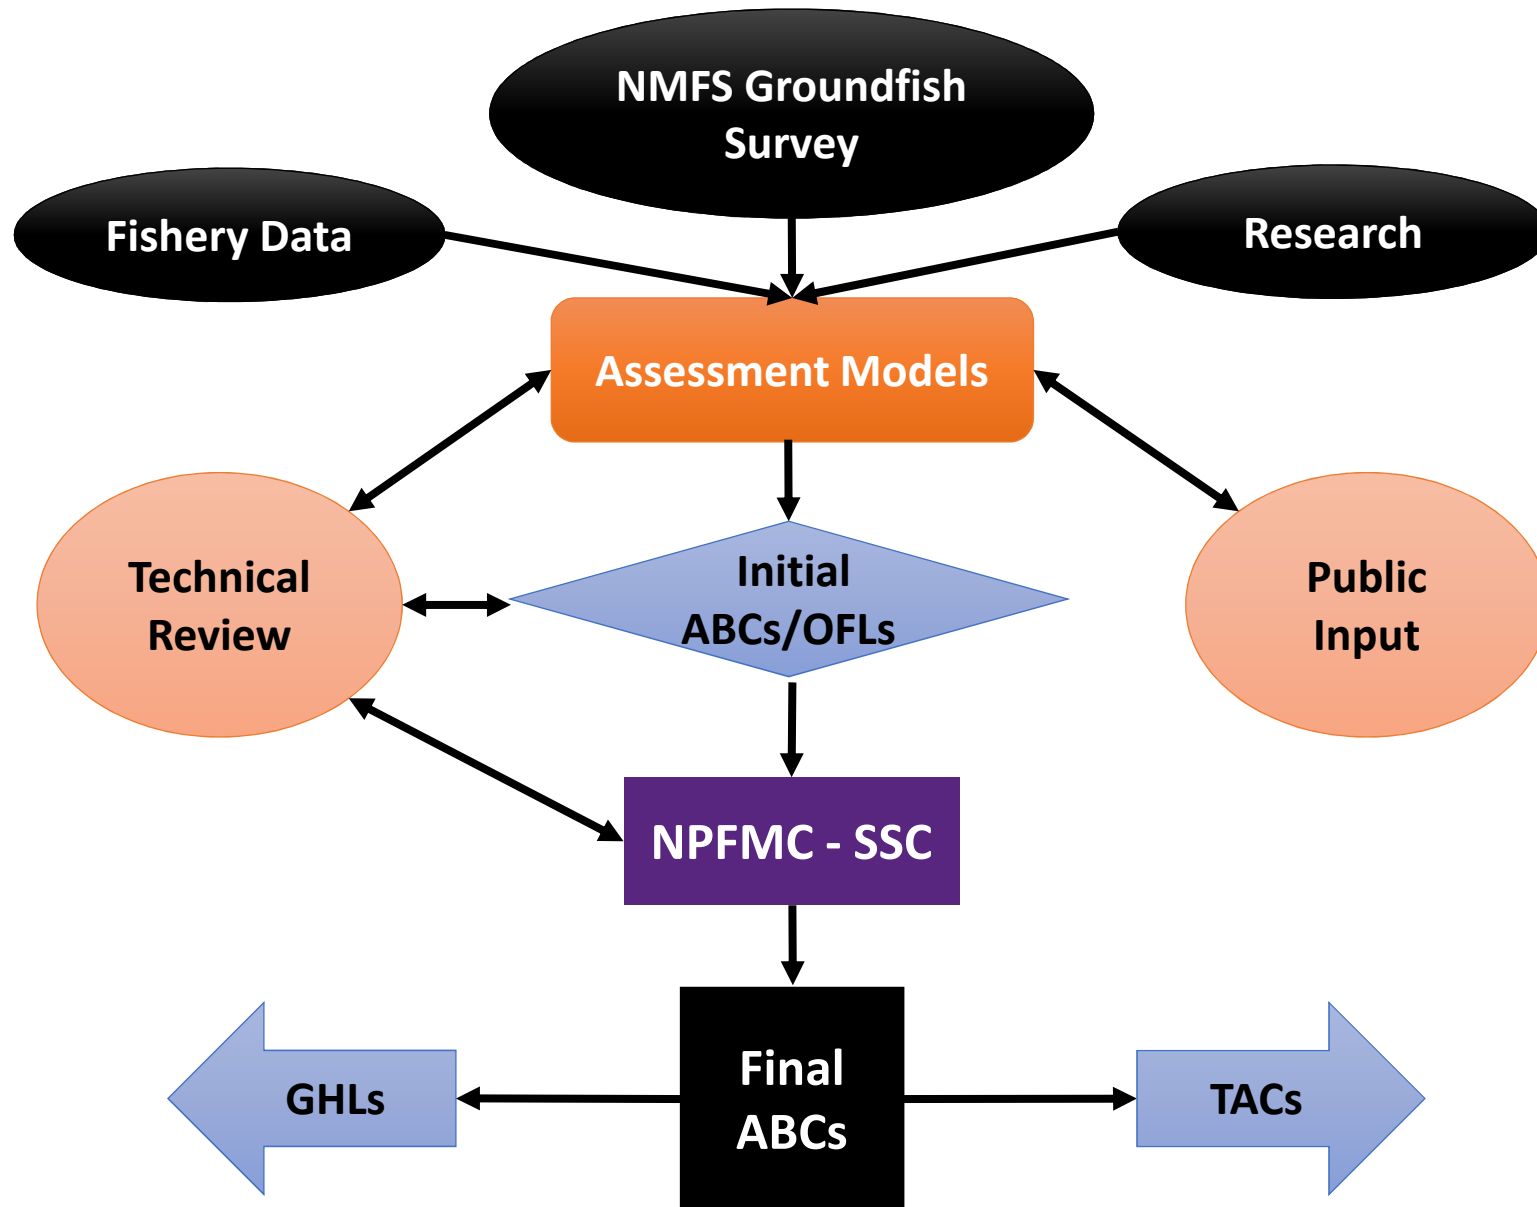 NMFS Groundfish
Survey
Fishery Data
Research
Assessment Models
Technical
Review
Initial
ABCs/OFLs
Public
Input
NPFMC - SSC
GHLs
Final
ABCs
TACs